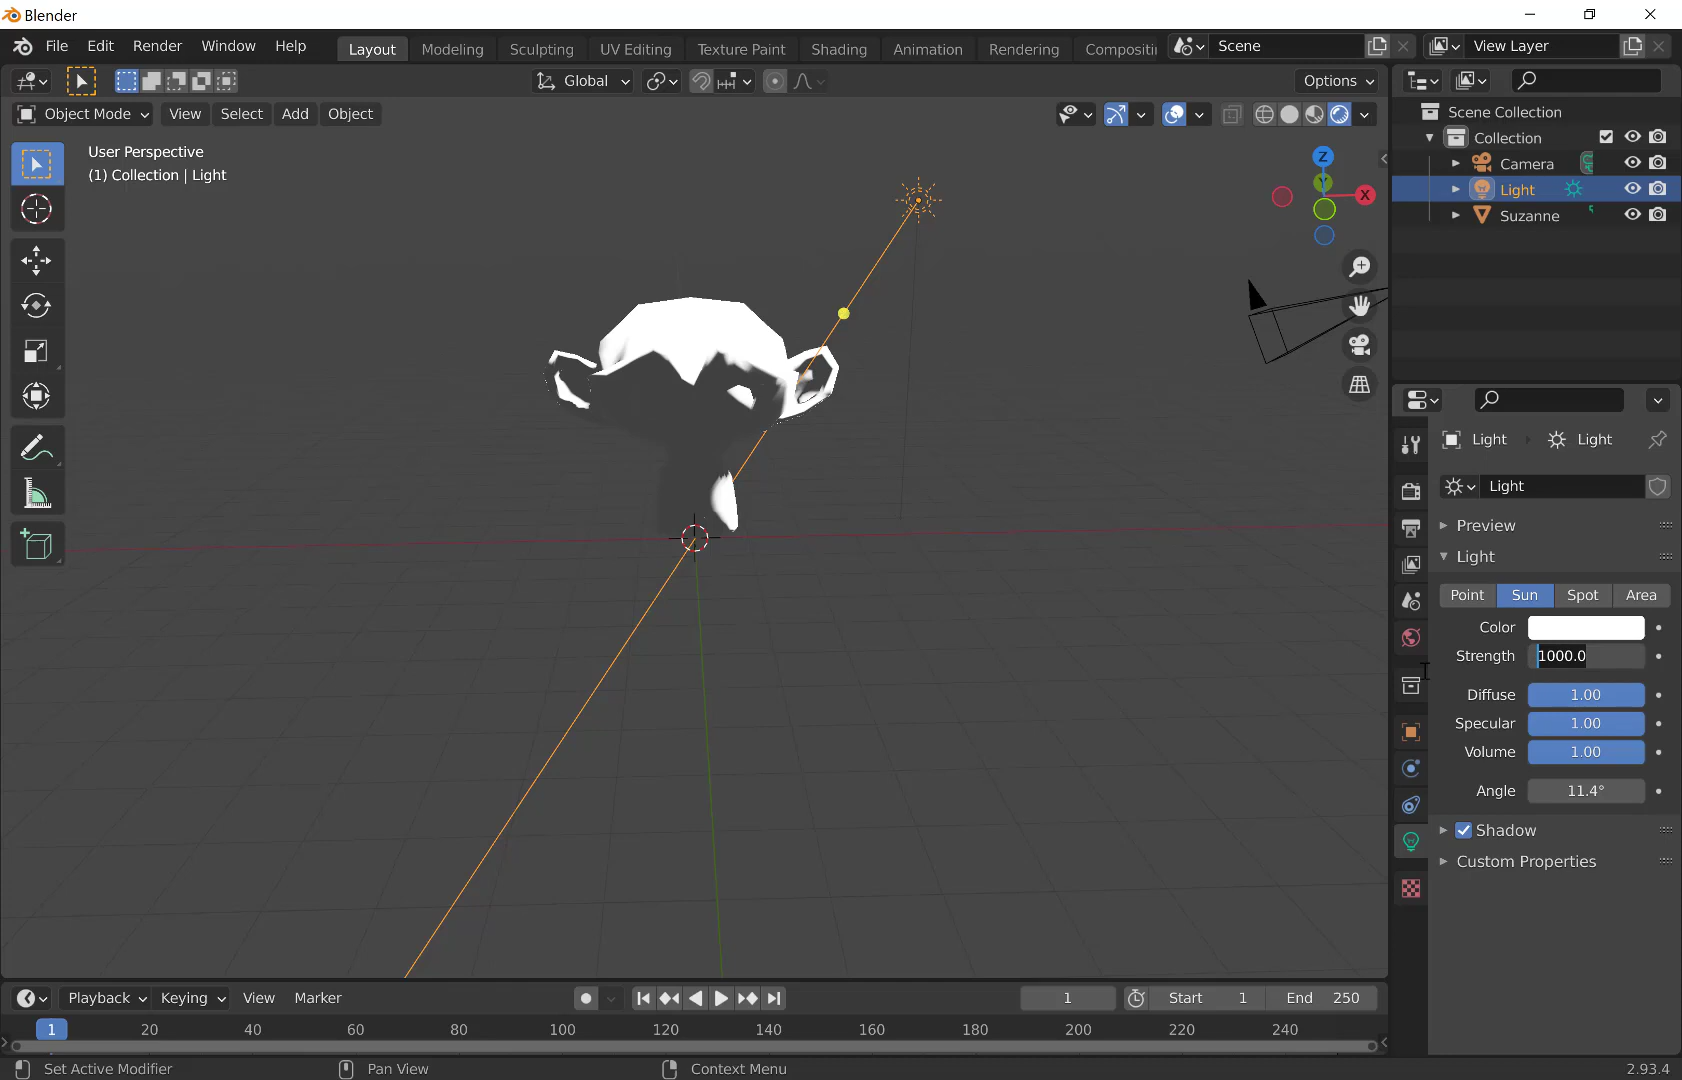 Blender
File Edit Render Window Help Layout Modeling Sculpting UV Editing Texture Paint Shading Animation Rendering Compositi Scene View Layer
Global Options
Object Mode View Select Add Object
User Perspective
(1) Collection | Light
Z
Y
X
Scene Collection
Collection
Camera
Light
Suzanne
Light Light
Light
Preview
Light
Point Sun Spot Area
Color
Strength 1000.0
Diffuse 1.00
Specular 1.00
Volume 1.00
Angle 11.4°
Shadow
Custom Properties
Playback Keying View Marker 1 Start 1 End 250
1 20 40 60 80 100 120 140 160 180 200 220 240
Set Active Modifier Pan View Context Menu 2.93.4